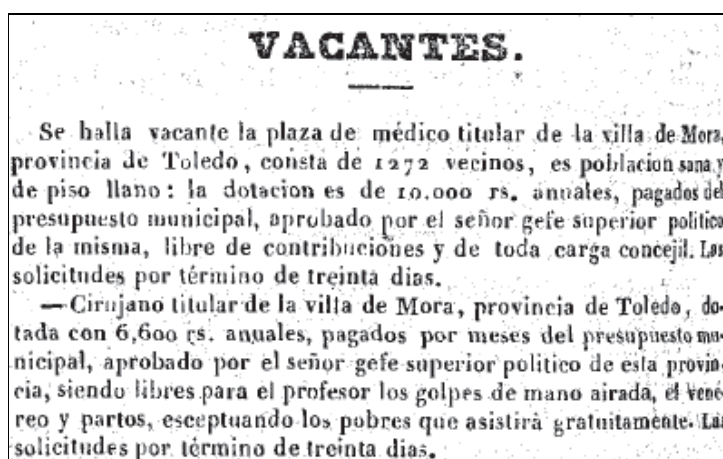 VACANTES.
Se halla vacante la plaza de médico titular de la villa de Mora,
provincia de Toledo, consta de 1272 vecinos, es poblacion sana y
de piso llano: la dotacion es de 10.000 rs. anuales, pagados del
presupuesto municipal, aprobado por el señor gefe superior politico
de la misma, libre de contribuciones y de toda carga concejil. Las
solicitudes por término de treinta dias.
—Cirujano titular de la villa de Mora, provincia de Toledo, do-
tada con 6,600 rs. anuales, pagados por meses del presupuesto mu-
nicipal, aprobado por el señor gefe superior politico de esta provin-
cia, siendo libres para el profesor los golpes de mano airada, el vené-
reo y partos, esceptuando los pobres que asistirá gratuitamente. Las
solicitudes por término de treinta dias.